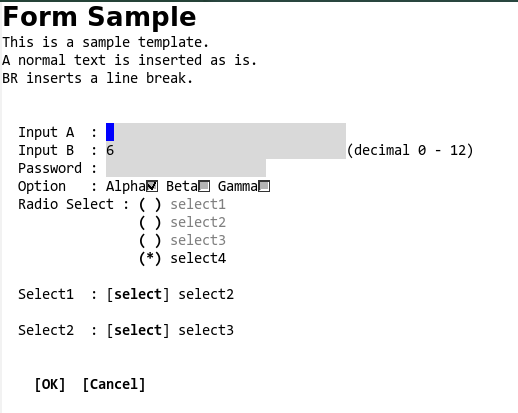 Form Sample
This is a sample template.
A normal text is inserted as is.
BR inserts a line break.
Input A  :
Input B  : 6 (decimal 0 - 12)
Password :
Option   : Alpha Beta Gamma
Radio Select : ( ) select1
( ) select2
( ) select3
(*) select4
Select1  : [select] select2
Select2  : [select] select3
[OK]  [Cancel]